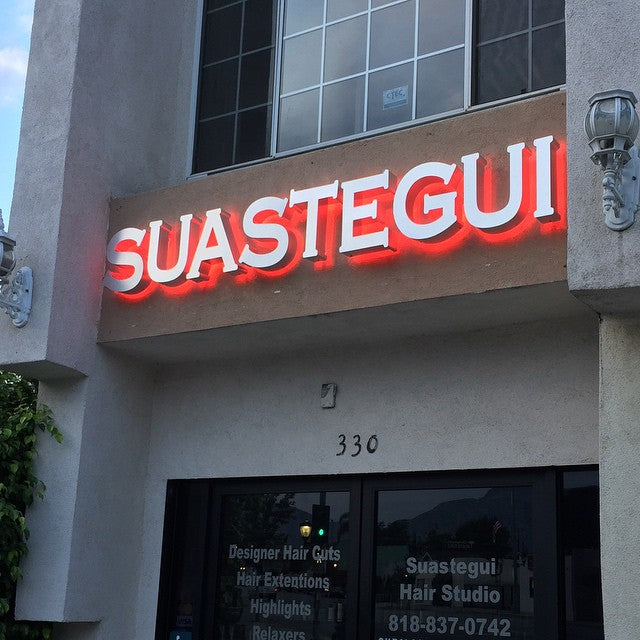 SUASTEGUI
330
Designer Hair Cuts
Hair Extentions
Highlights
Relaxers
Suastegui
Hair Studio
818-837-0742